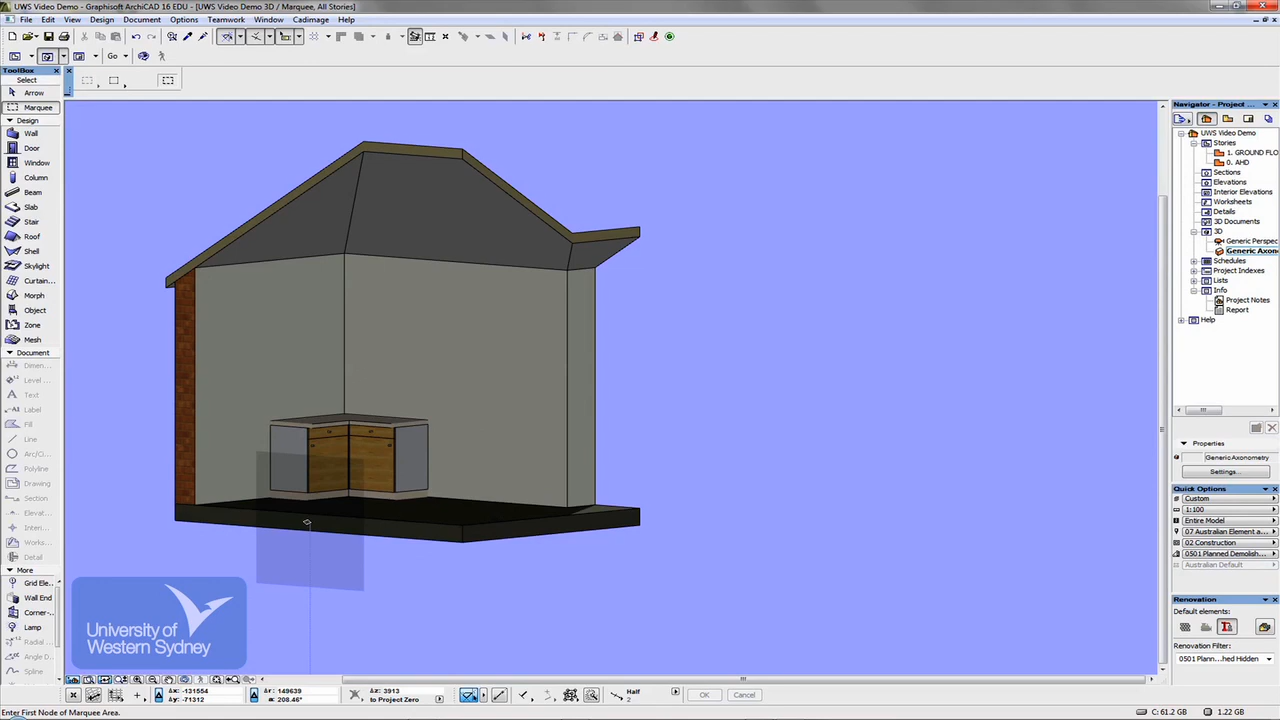 UWS Video Demo - Graphisoft ArchiCAD 16 EDU - [UWS Video Demo 3D / Marquee, All Stories]
File Edit View Design Document Options Teamwork Window Cadimage Help
Go
ToolBox
Select
Arrow
Marquee
Design
Wall
Door
Window
Column
Beam
Slab
Stair
Roof
Shell
Skylight
Curtain...
Morph
Object
Zone
Mesh
Document
Dimen...
Level ...
Text
Label
Fill
Line
Arc/Ci...
Polyline
Drawing
Section
Elevat...
Interi...
Works...
Detail
More
Grid Ele...
Wall End
Corner-...
Lamp
Radial ...
Angle D...
Spline
University of
Western Sydney
Navigator - Project ...
UWS Video Demo
Stories
1. GROUND FLO
0. AHD
Sections
Elevations
Interior Elevations
Worksheets
Details
3D Documents
3D
Generic Perspec
Generic Axon
Schedules
Project Indexes
Lists
Info
Project Notes
Report
Help
Properties
Generic Axonometry
Settings...
Quick Options
Custom
1:100
Entire Model
07 Australian Element a...
02 Construction
0501 Planned Demolish...
Australian Default
Renovation
Default elements:
Renovation Filter:
0501 Plann...hed Hidden
Δx: -131554
Δy: -71312
Δr: 149639
α: 208.46°
Δz: 3913
to Project Zero
Half
2
OK
Cancel
Enter First Node of Marquee Area.
C: 61.2 GB
1.22 GB